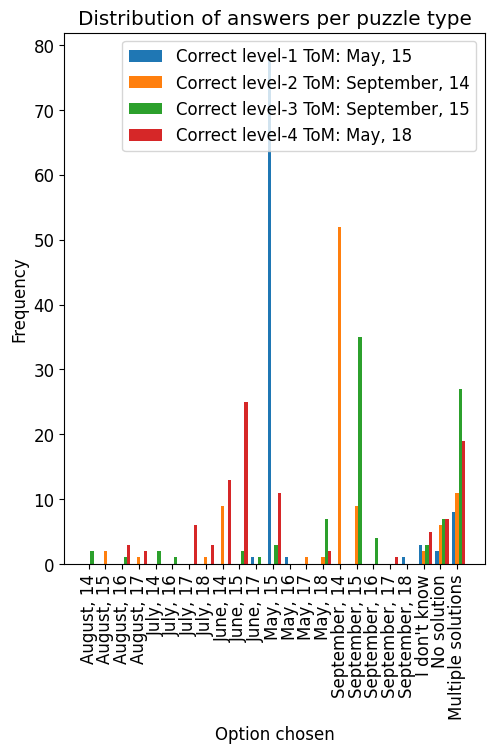 Distribution of answers per puzzle type
Correct level-1 ToM: May, 15
Correct level-2 ToM: September, 14
Correct level-3 ToM: September, 15
Correct level-4 ToM: May, 18
Frequency
80
70
60
50
40
30
20
10
0
August, 14
August, 15
August, 16
August, 17
July, 14
July, 16
July, 17
July, 18
June, 14
June, 15
June, 17
May, 15
May, 16
May, 17
May, 18
September, 14
September, 15
September, 16
September, 17
September, 18
I don't know
No solution
Multiple solutions
Option chosen